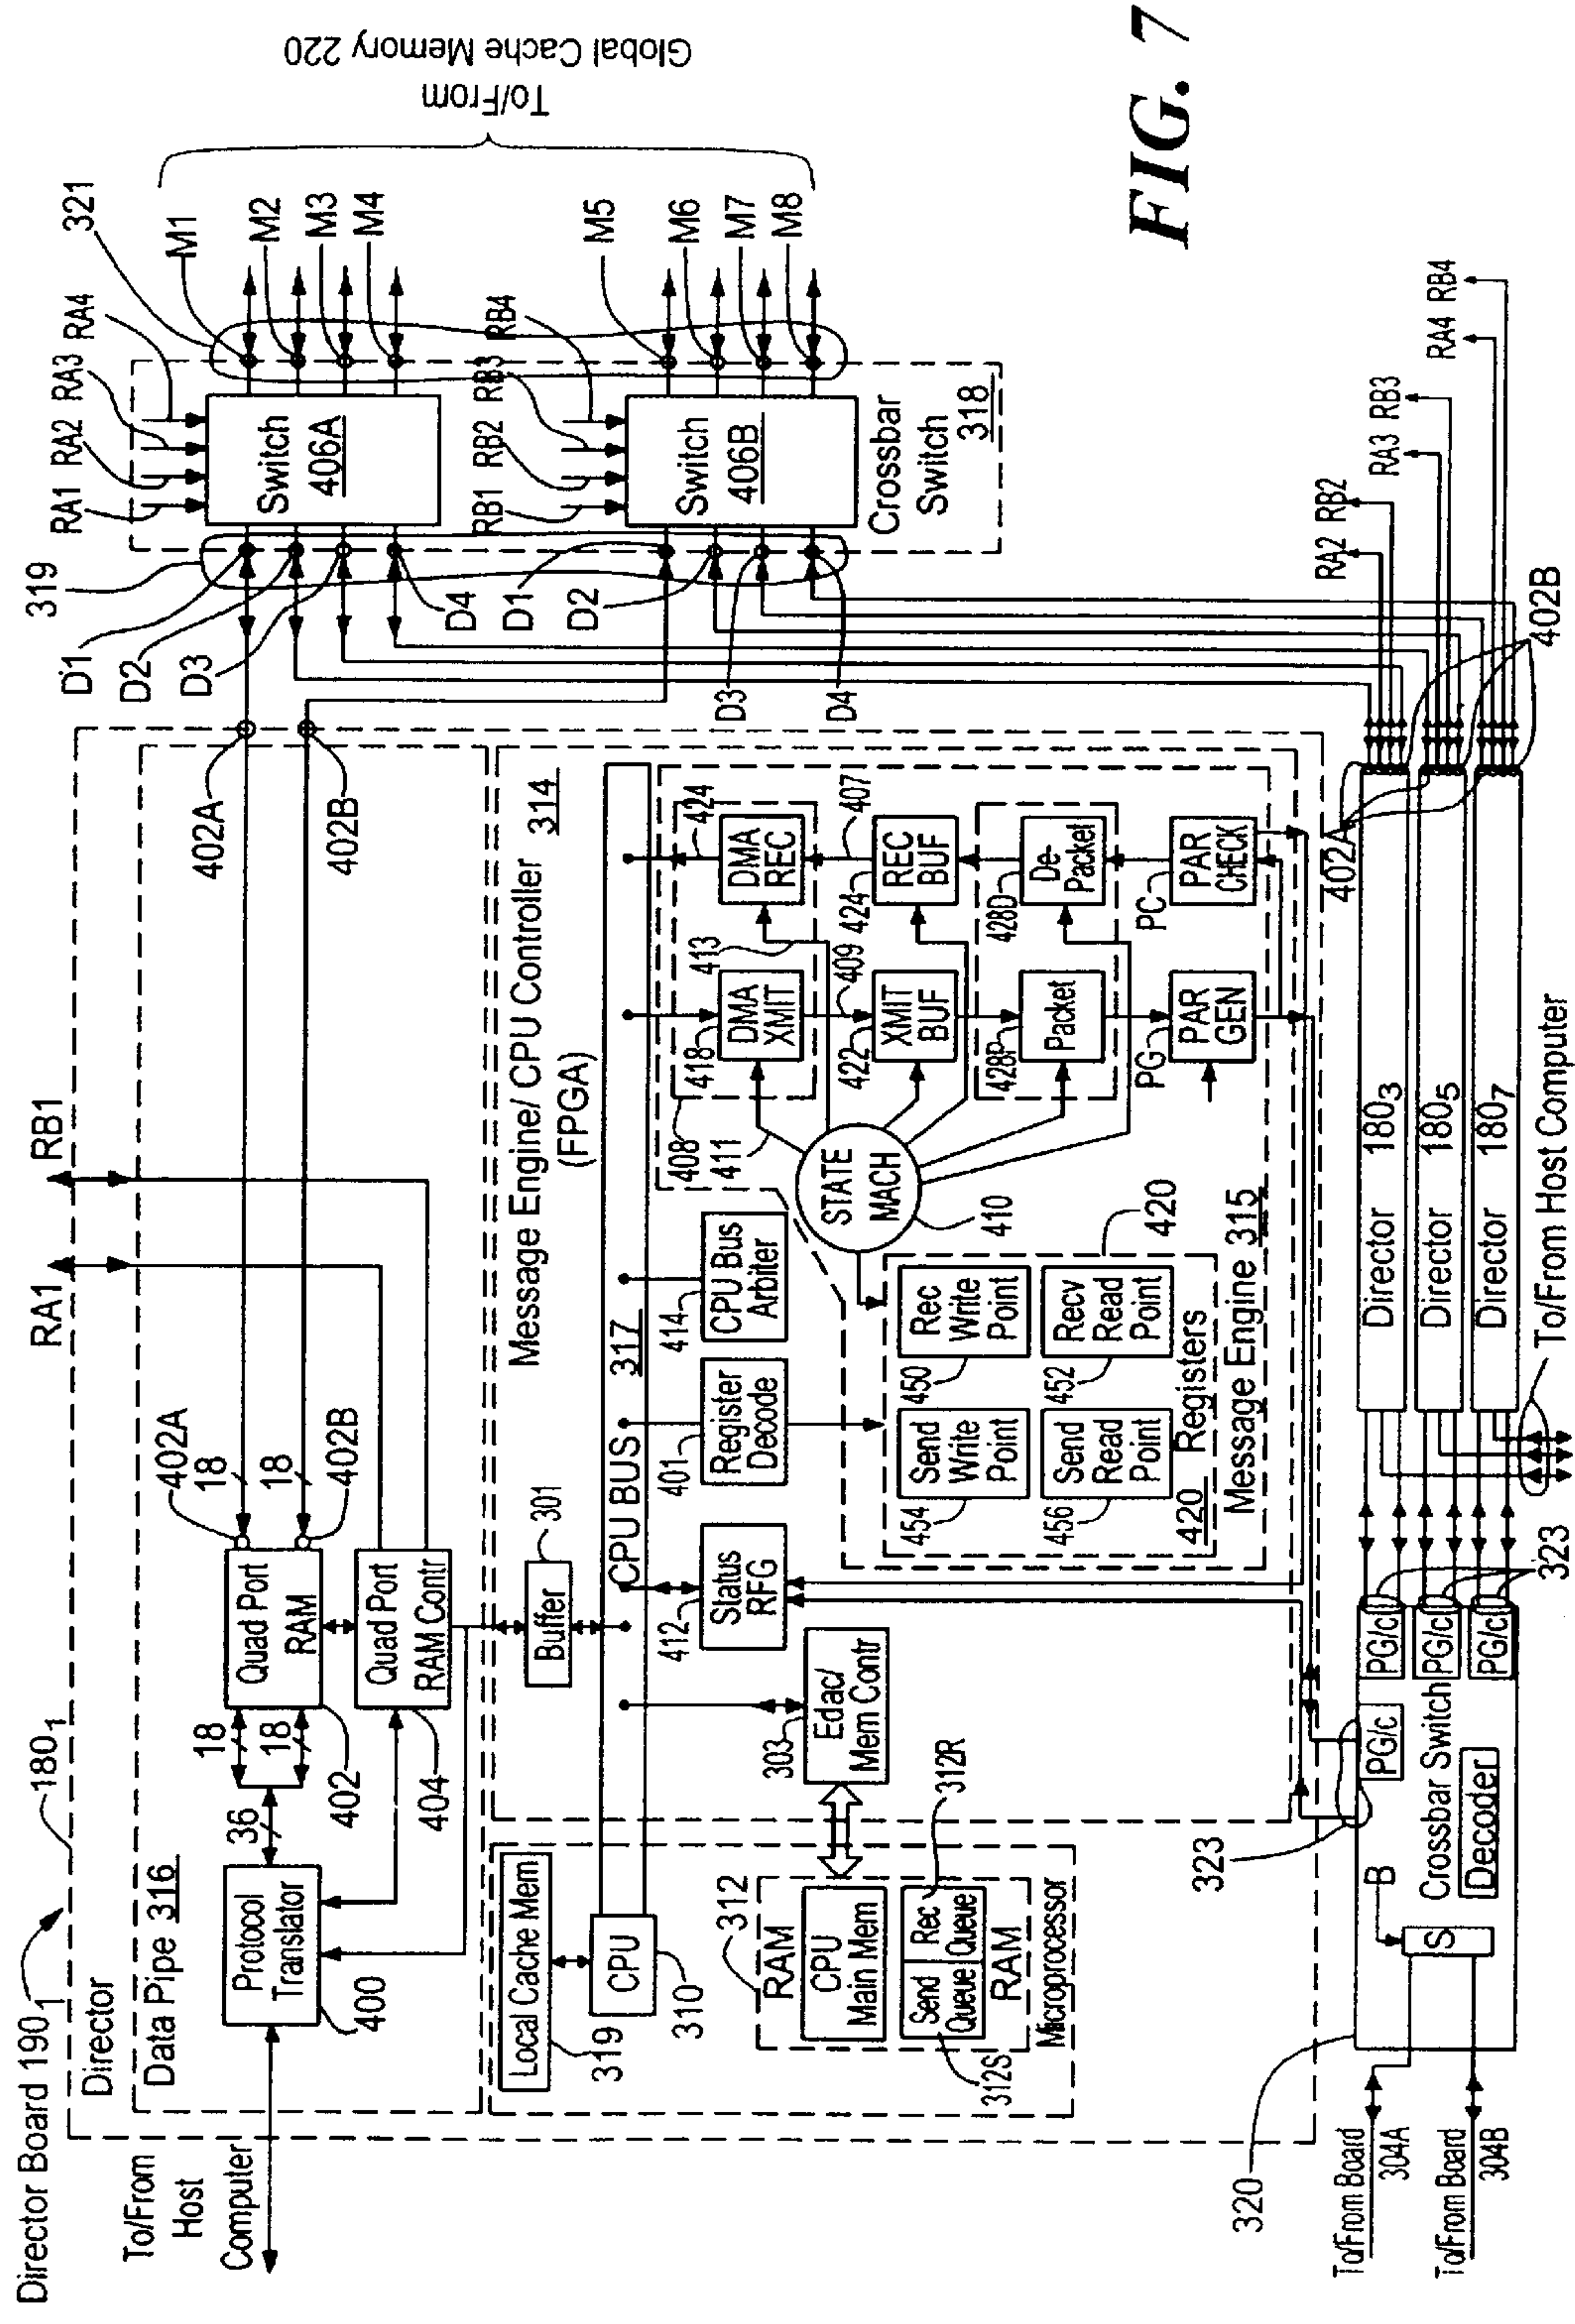 Director Board 190₁
180₁
RA1
RB1
Director
Data Pipe 316
To/From
Host
Computer
Protocol
Translator
400
36
18
18
Quad Port
RAM
402
402A
18
18
402B
Quad Port
RAM Contr
404
402A
402B
319
D1
D2
D3
D4
D1
D2
D3
D4
RA1
RA2
RA3
RA4
Switch
406A
RB1
RB2
RB3
RB4
Switch
406B
Crossbar
Switch
318
321
M1
M2
M3
M4
M5
M6
M7
M8
To/From
Global Cache Memory 220
Message Engine/ CPU Controller
(FPGA)
314
Local Cache Mem
319
CPU
310
CPU BUS
317
Buffer
301
312
RAM
CPU
Main Mem
Send
Queue
Rec
Queue
RAM
312S
312R
Microprocessor
303
Edac/
Mem Contr
412
Status
RFG
401
Register
Decode
414
CPU Bus
Arbiter
408
411
413
STATE
MACH
410
418
DMA
XMIT
DMA
REC
424
409
407
422
XMIT
BUF
424
REC
BUF
428P
Packet
428D
De-
Packet
PG
PAR
GEN
PC
PAR
CHECK
454
Send
Write
Point
450
Rec
Write
Point
456
Send
Read
Point
452
Recv
Read
Point
420
420 Registers
Message Engine 315
323
320
To/From Board
304A
To/From Board
304B
S
B
Crossbar Switch
Decoder
PG/c
PG/c
PG/c
PG/c
323
Director 180₃
Director 180₅
Director 180₇
To/From Host Computer
402A
402B
RA2
RB2
RA3
RB3
RA4
RB4
FIG. 7